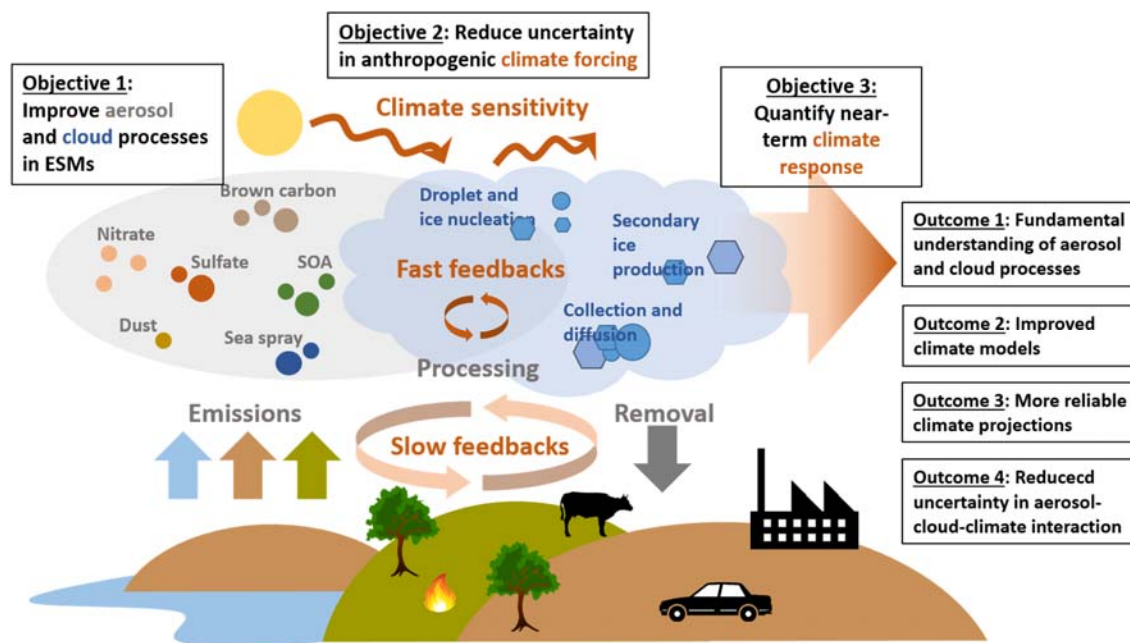 Objective 1:
Improve aerosol
and cloud processes
in ESMs
Objective 2: Reduce uncertainty
in anthropogenic climate forcing
Climate sensitivity
Objective 3:
Quantify near-
term climate
response
Brown carbon
Nitrate
Sulfate
SOA
Dust
Sea spray
Droplet and
ice nucleation
Secondary
ice
production
Fast feedbacks
Collection and
diffusion
Processing
Emissions
Removal
Slow feedbacks
Outcome 1: Fundamental
understanding of aerosol
and cloud processes
Outcome 2: Improved
climate models
Outcome 3: More reliable
climate projections
Outcome 4: Reducecd
uncertainty in aerosol-
cloud-climate interaction